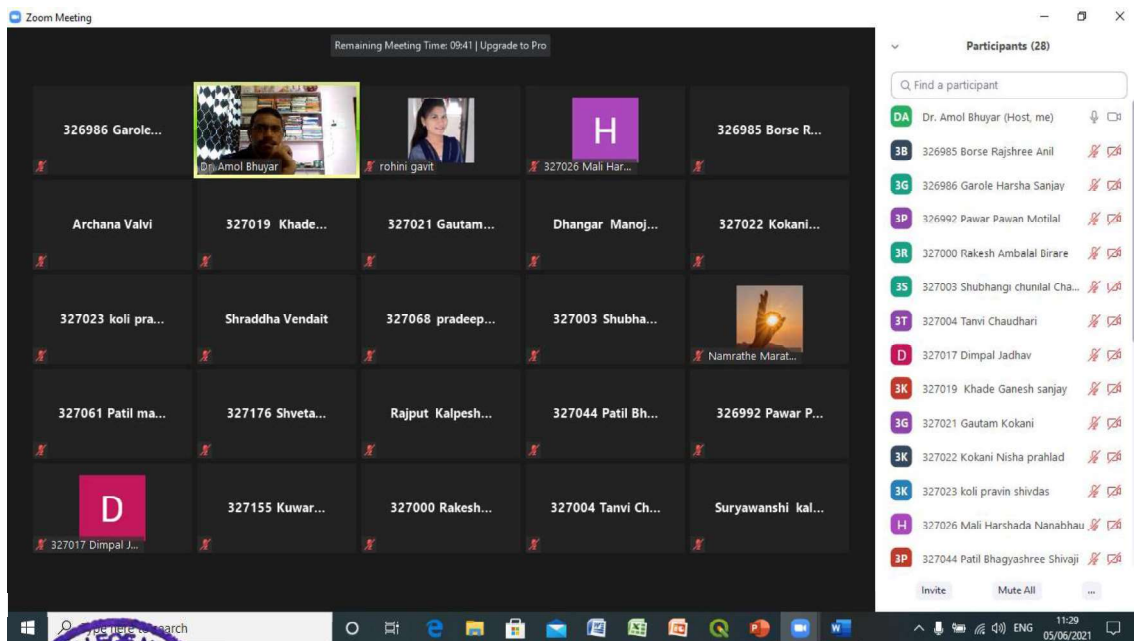 Zoom Meeting
Remaining Meeting Time: 09:41 | Upgrade to Pro
326986 Garole...
Dr. Amol Bhuyar
rohini gavit
H
327026 Mali Har...
326985 Borse R...
Archana Valvi
327019 Khade...
327021 Gautam...
Dhangar Manoj...
327022 Kokani...
327023 koli pra...
Shraddha Vendait
327068 pradeep...
327003 Shubha...
Namrathe Marat...
327061 Patil ma...
327176 Shveta...
Rajput Kalpesh...
327044 Patil Bh...
326992 Pawar P...
D
327017 Dimpal J...
327155 Kuwar...
327000 Rakesh...
327004 Tanvi Ch...
Suryawanshi kal...
Participants (28)
Find a participant
DA Dr. Amol Bhuyar (Host, me)
3B 326985 Borse Rajshree Anil
3G 326986 Garole Harsha Sanjay
3P 326992 Pawar Pawan Motilal
3R 327000 Rakesh Ambalal Birare
3S 327003 Shubhangi chunilal Cha...
3T 327004 Tanvi Chaudhari
D 327017 Dimpal Jadhav
3K 327019 Khade Ganesh sanjay
3G 327021 Gautam Kokani
3K 327022 Kokani Nisha prahlad
3K 327023 koli pravin shivdas
H 327026 Mali Harshada Nanabhau
3P 327044 Patil Bhagyashree Shivaji
Invite Mute All ...
Type here to search
ENG 11:29
05/06/2021